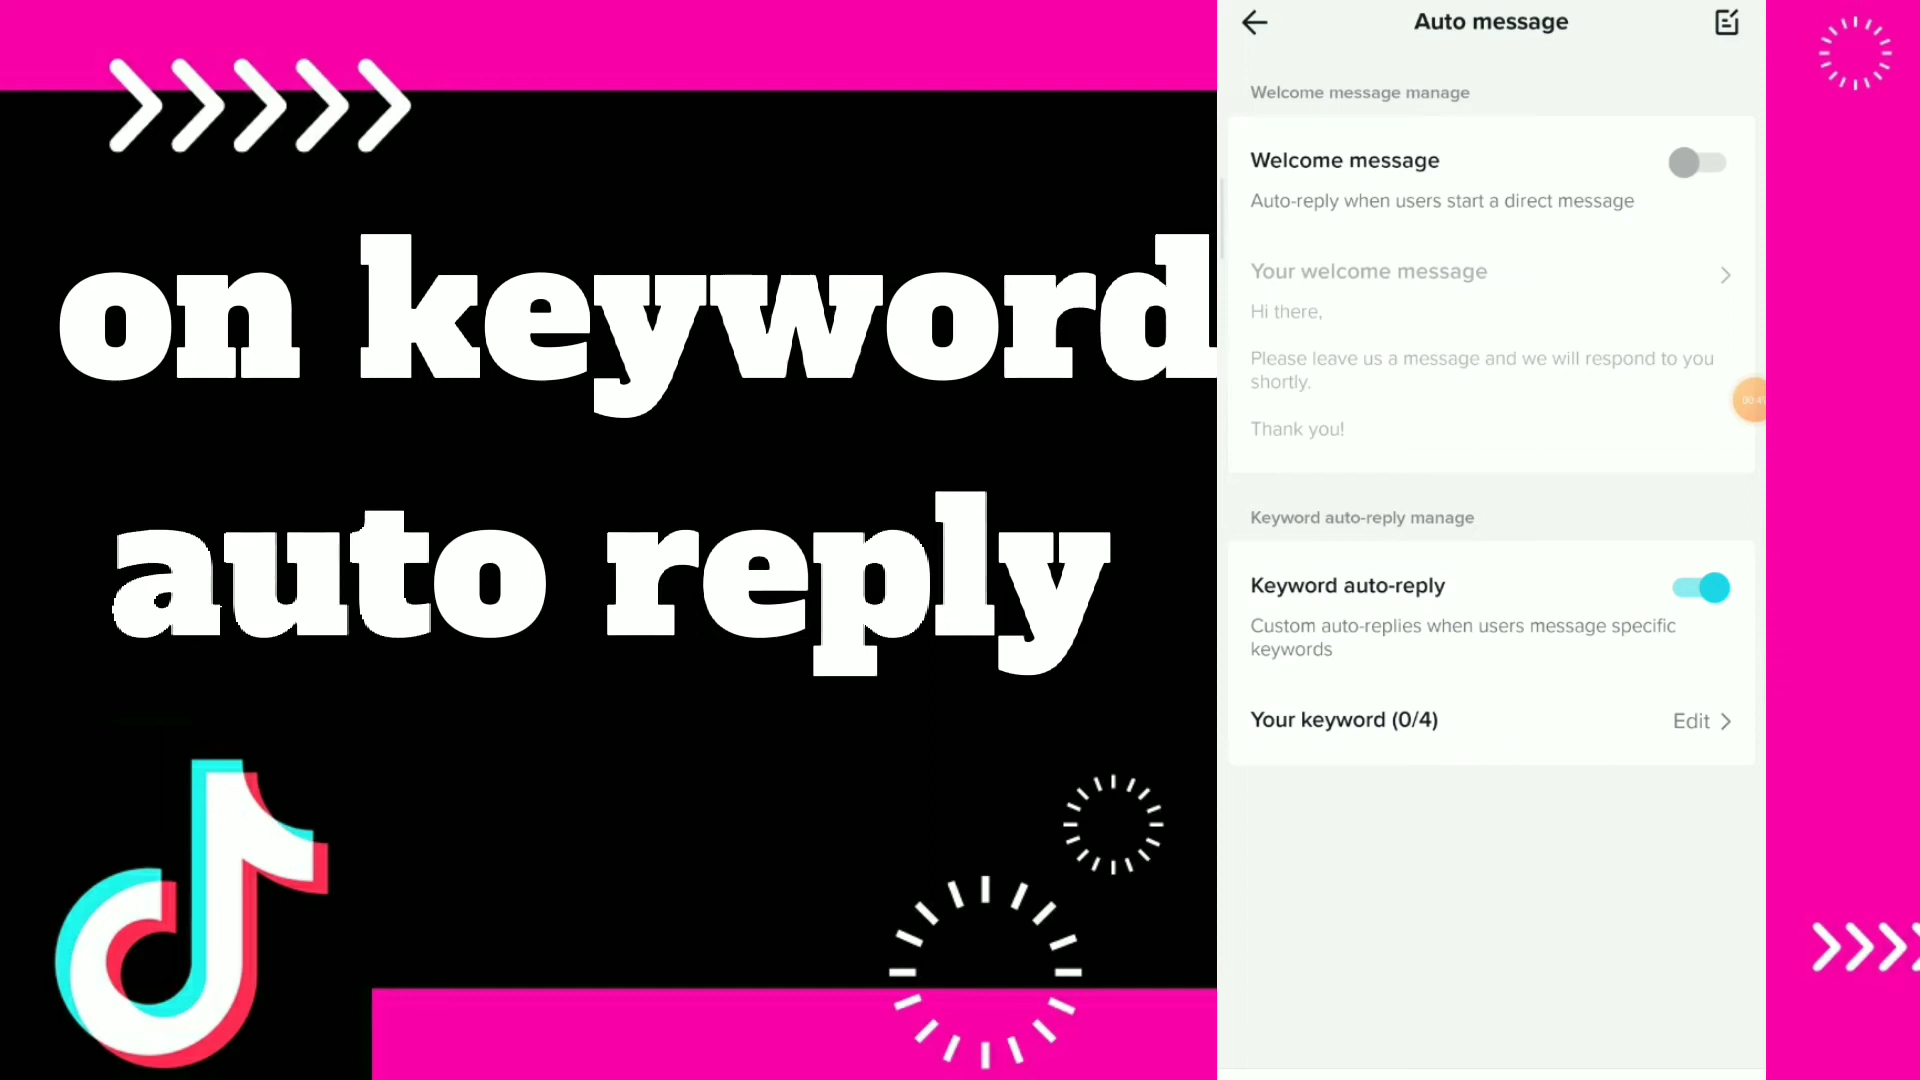 on keyword
auto reply
Auto message
Welcome message manage
Welcome message
Auto-reply when users start a direct message
Your welcome message
Hi there,
Please leave us a message and we will respond to you
shortly.
Thank you!
Keyword auto-reply manage
Keyword auto-reply
Custom auto-replies when users message specific
keywords
Your keyword (0/4)
Edit